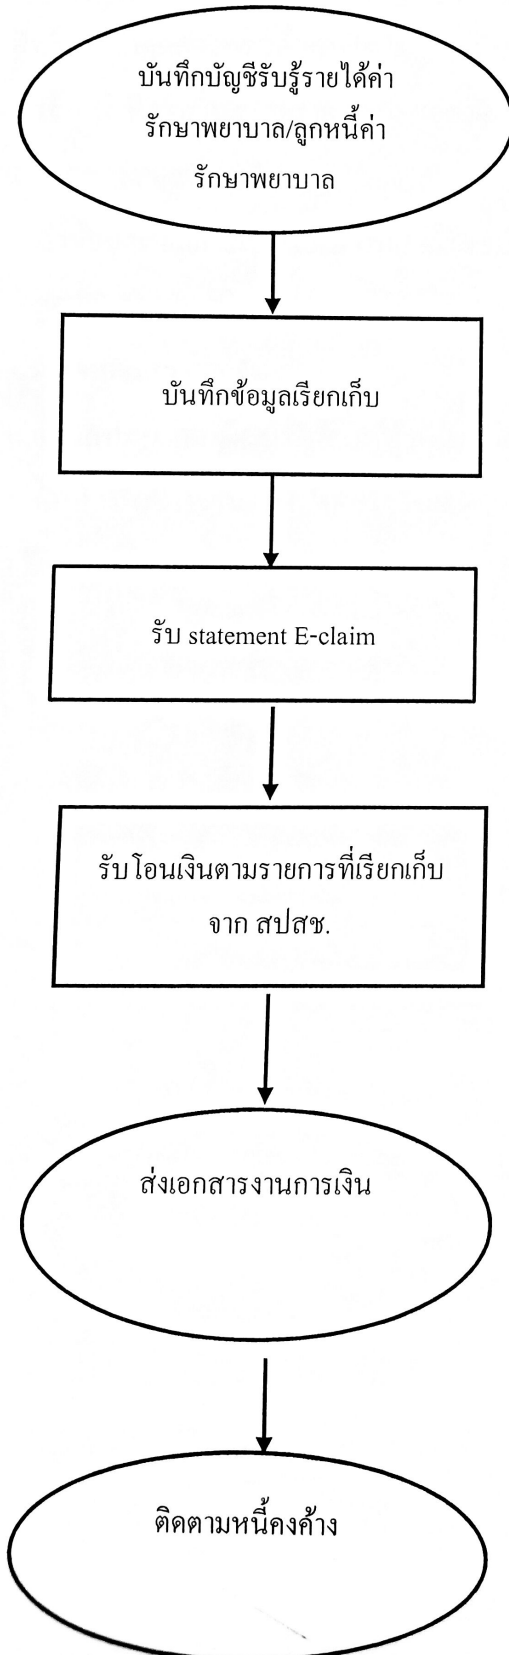 บันทึกบัญชีรับรู้รายได้ค่า
รักษาพยาบาล/ลูกหนี้ค่า
รักษาพยาบาล
บันทึกข้อมูลเรียกเก็บ
รับ statement E-claim
รับโอนเงินตามรายการที่เรียกเก็บ
จาก สปสช.
ส่งเอกสารงานการเงิน
ติดตามหนี้คงค้าง